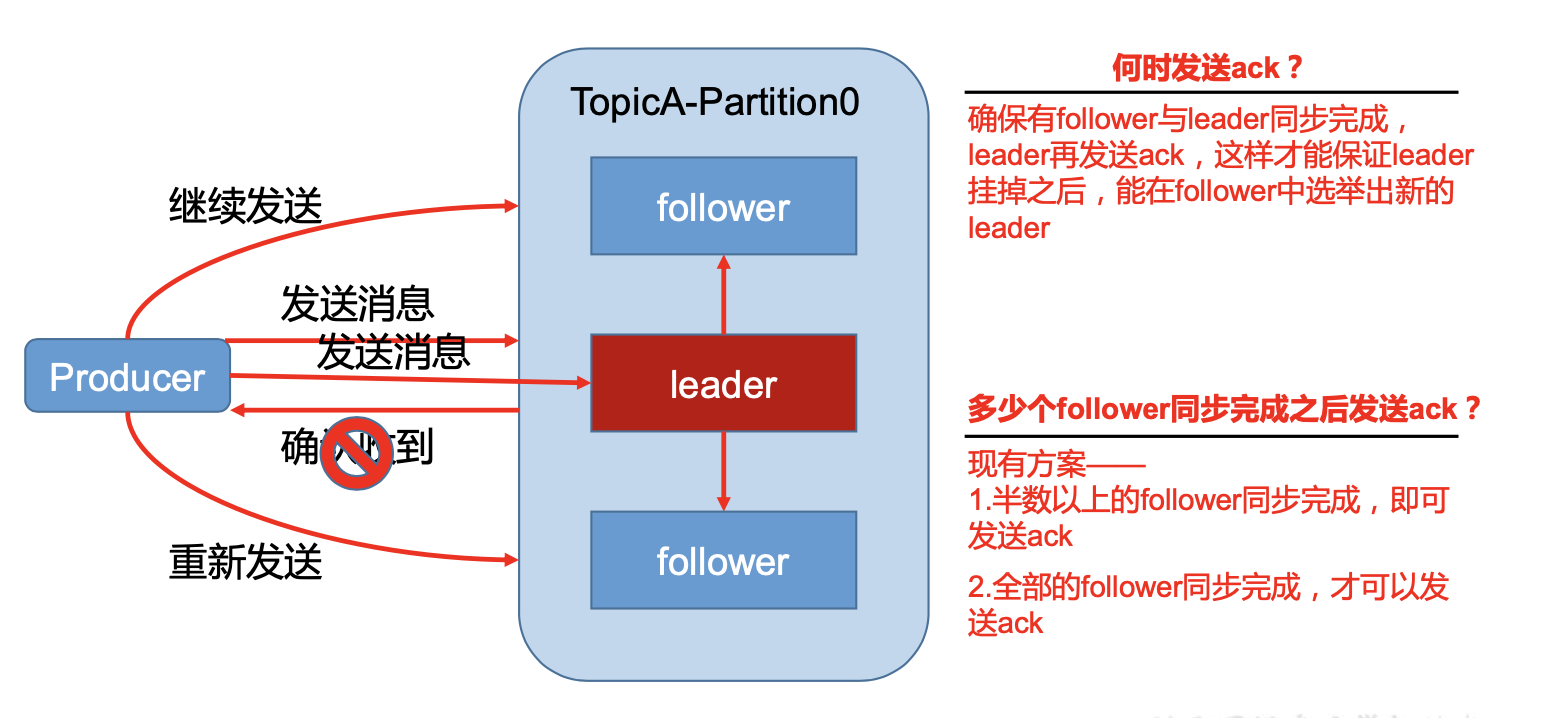 何时发送ack？
TopicA-Partition0
确保有follower与leader同步完成，
leader再发送ack，这样才能保证leader
挂掉之后，能在follower中选举出新的
leader
follower
继续发送
发送消息
发送消息
Producer
leader
确认收到
多少个follower同步完成之后发送ack？
现有方案——
1.半数以上的follower同步完成，即可
发送ack
重新发送
follower
2.全部的follower同步完成，才可以发
送ack